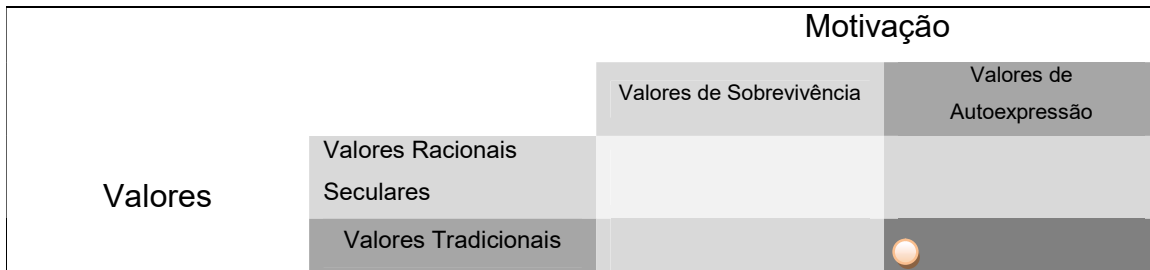 Motivação
Valores de Sobrevivência
Valores de
Autoexpressão
Valores
Valores Racionais
Seculares
Valores Tradicionais